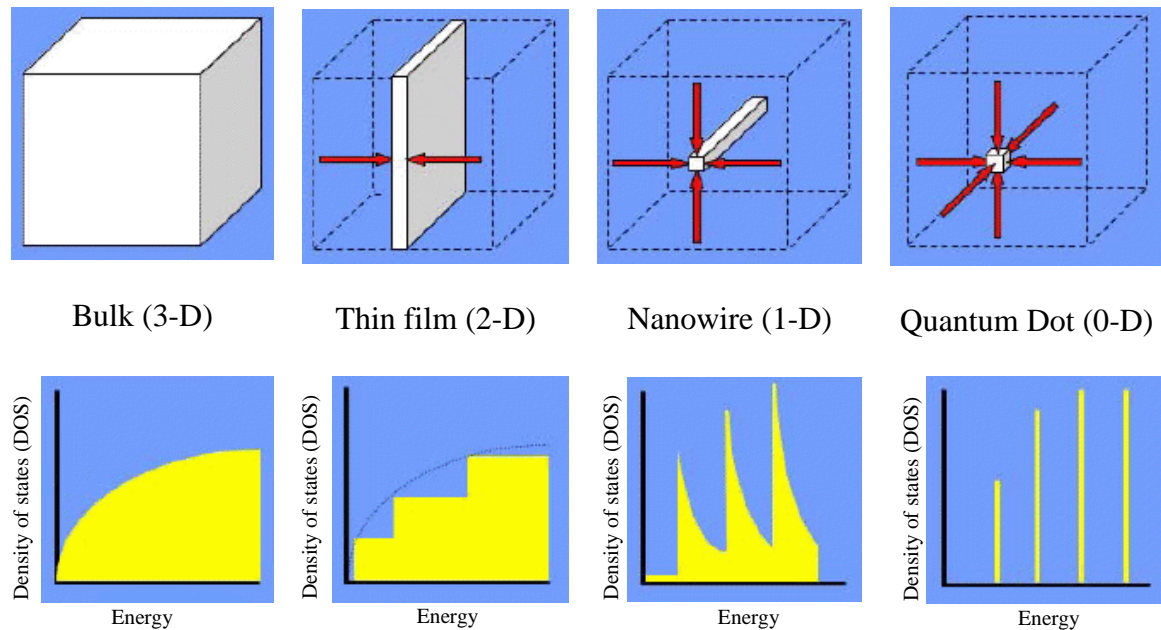 Bulk (3-D)
Thin film (2-D)
Nanowire (1-D)
Quantum Dot (0-D)
Density of states (DOS)
Energy
Density of states (DOS)
Energy
Density of states (DOS)
Energy
Density of states (DOS)
Energy